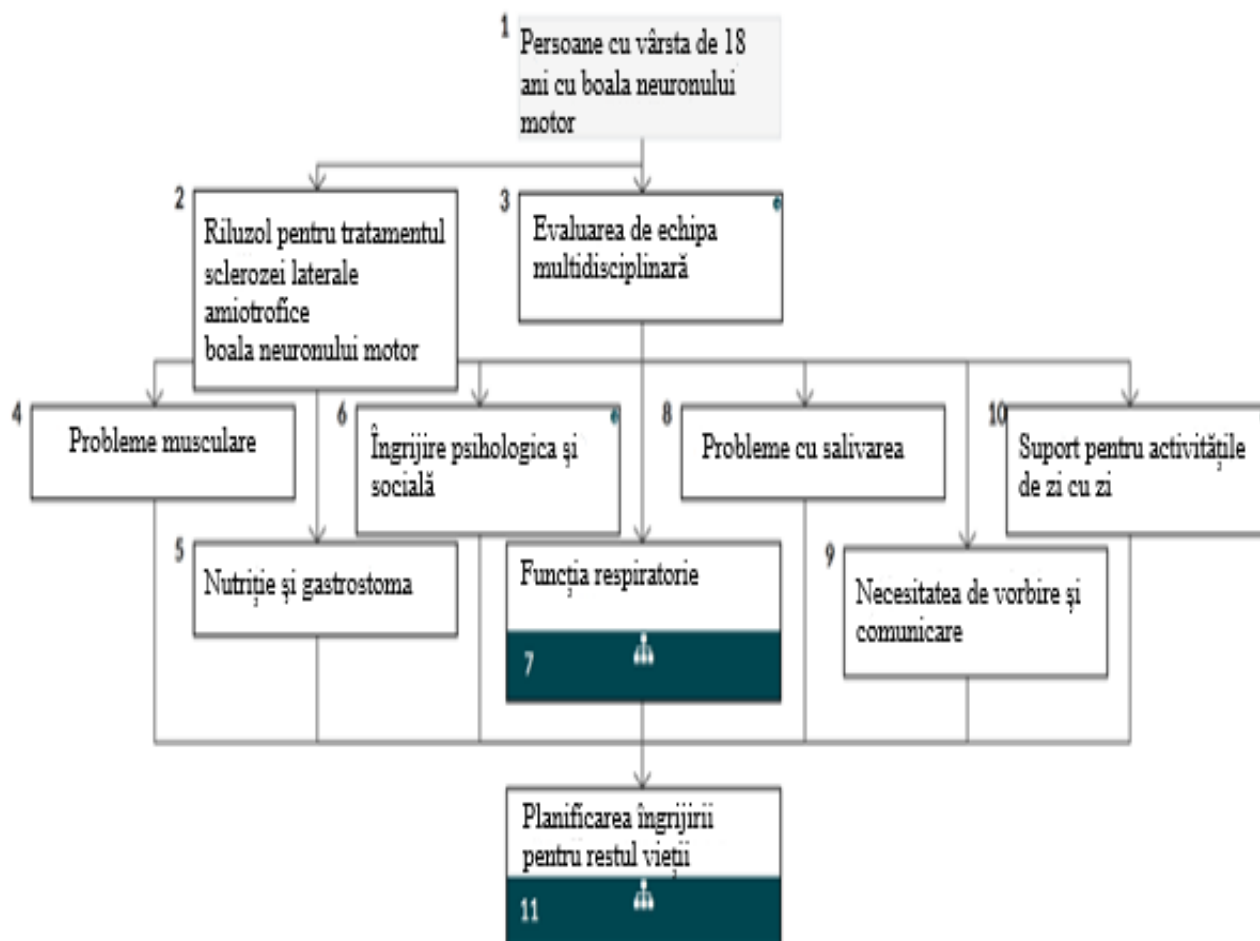 1
Persoane cu vârsta de 18
ani cu boala neuronului
motor
2
Riluzol pentru tratamentul
sclerozei laterale
amiotrofice
boala neuronului motor
3
Evaluarea de echipa
multidisciplinară
4
Probleme musculare
5
Nutriție și gastrostoma
6
Îngrijire psihologica și
socială
Funcția respiratorie
7
8
Probleme cu salivarea
9
Necesitatea de vorbire și
comunicare
10
Suport pentru activitățile
de zi cu zi
Planificarea îngrijirii
pentru restul vieții
11